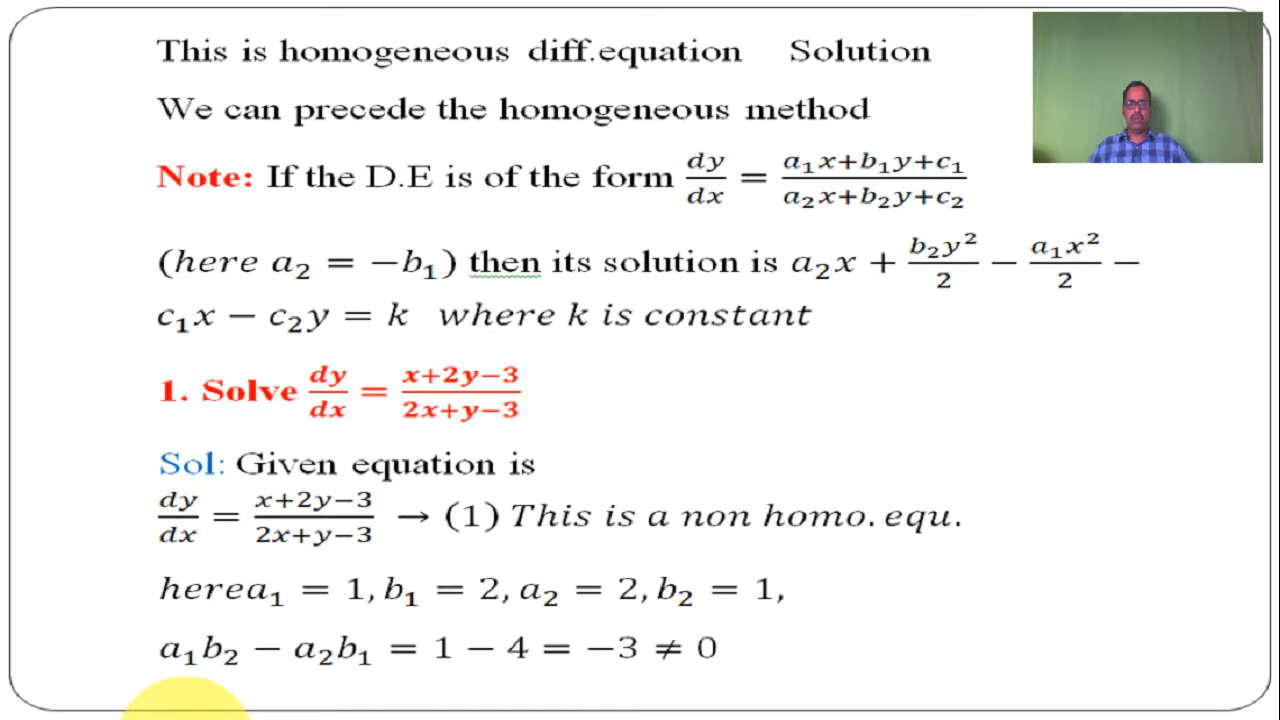 This is homogeneous diff.equation Solution
We can precede the homogeneous method
Note: If the D.E is of the form dy/dx = (a₁x+b₁y+c₁)/(a₂x+b₂y+c₂)
(here a₂ = −b₁) then its solution is a₂x + b₂y²/2 − a₁x²/2 −
c₁x − c₂y = k where k is constant
1. Solve dy/dx = (x+2y−3)/(2x+y−3)
Sol: Given equation is
dy/dx = (x+2y−3)/(2x+y−3) → (1) This is a non homo. equ.
herea₁ = 1, b₁ = 2, a₂ = 2, b₂ = 1,
a₁b₂ − a₂b₁ = 1 − 4 = −3 ≠ 0